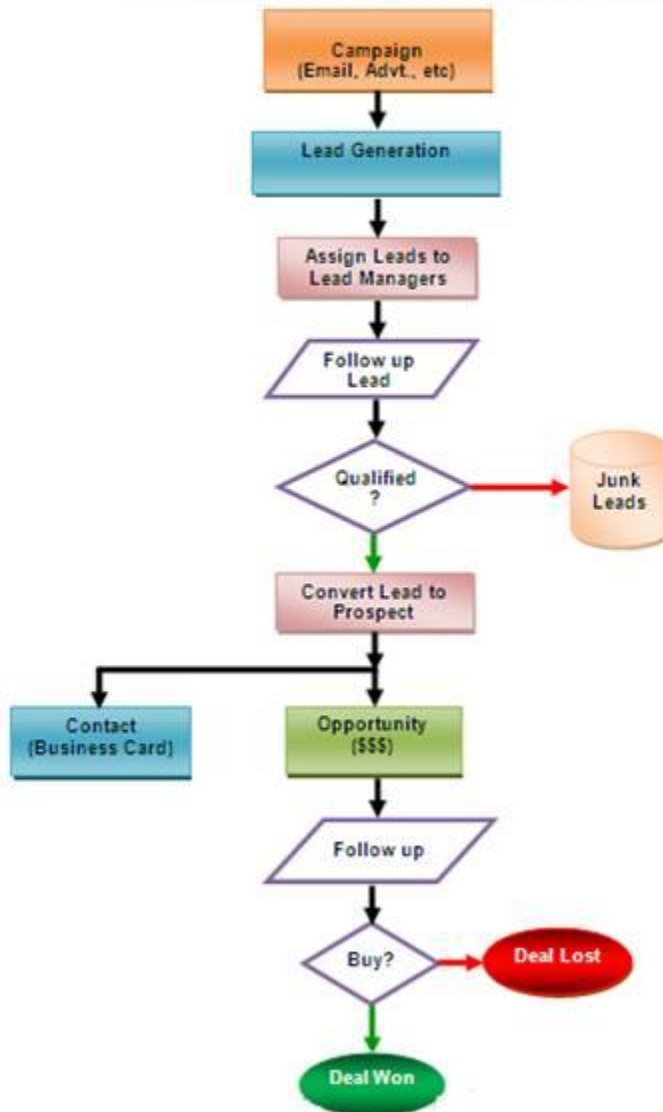 Campaign
(Email, Advt., etc)
Lead Generation
Assign Leads to
Lead Managers
Follow up
Lead
Qualified
?
Junk
Leads
Convert Lead to
Prospect
Contact
(Business Card)
Opportunity
($$$)
Follow up
Buy?
Deal Lost
Deal Won